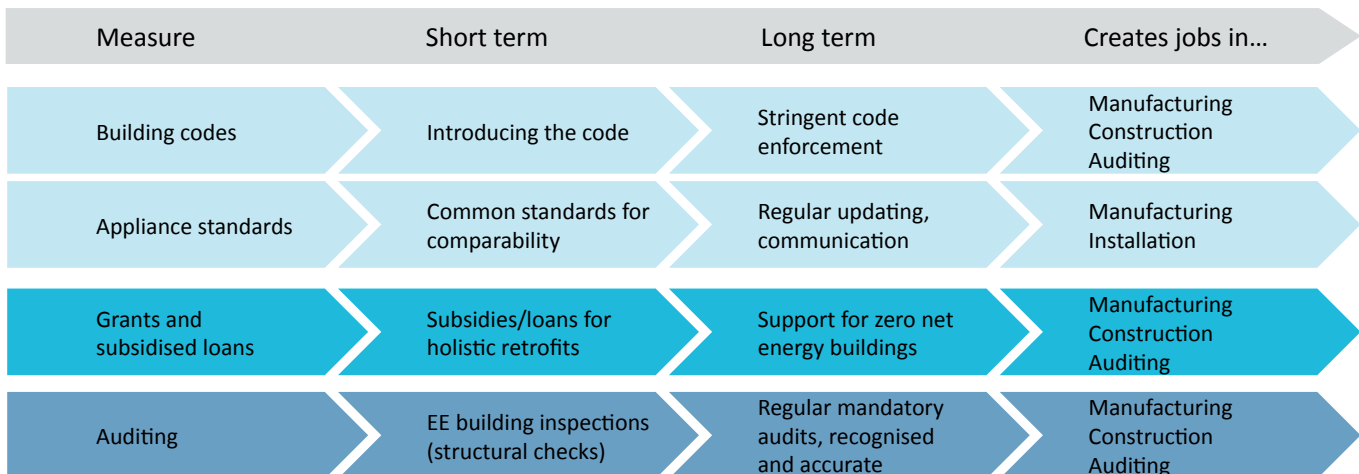 Measure
Short term
Long term
Creates jobs in…
Building codes
Introducing the code
Stringent code
enforcement
Manufacturing
Construction
Auditing
Appliance standards
Common standards for
comparability
Regular updating,
communication
Manufacturing
Installation
Grants and
subsidised loans
Subsidies/loans for
holistic retrofits
Support for zero net
energy buildings
Manufacturing
Construction
Auditing
Auditing
EE building inspections
(structural checks)
Regular mandatory
audits, recognised
and accurate
Manufacturing
Construction
Auditing